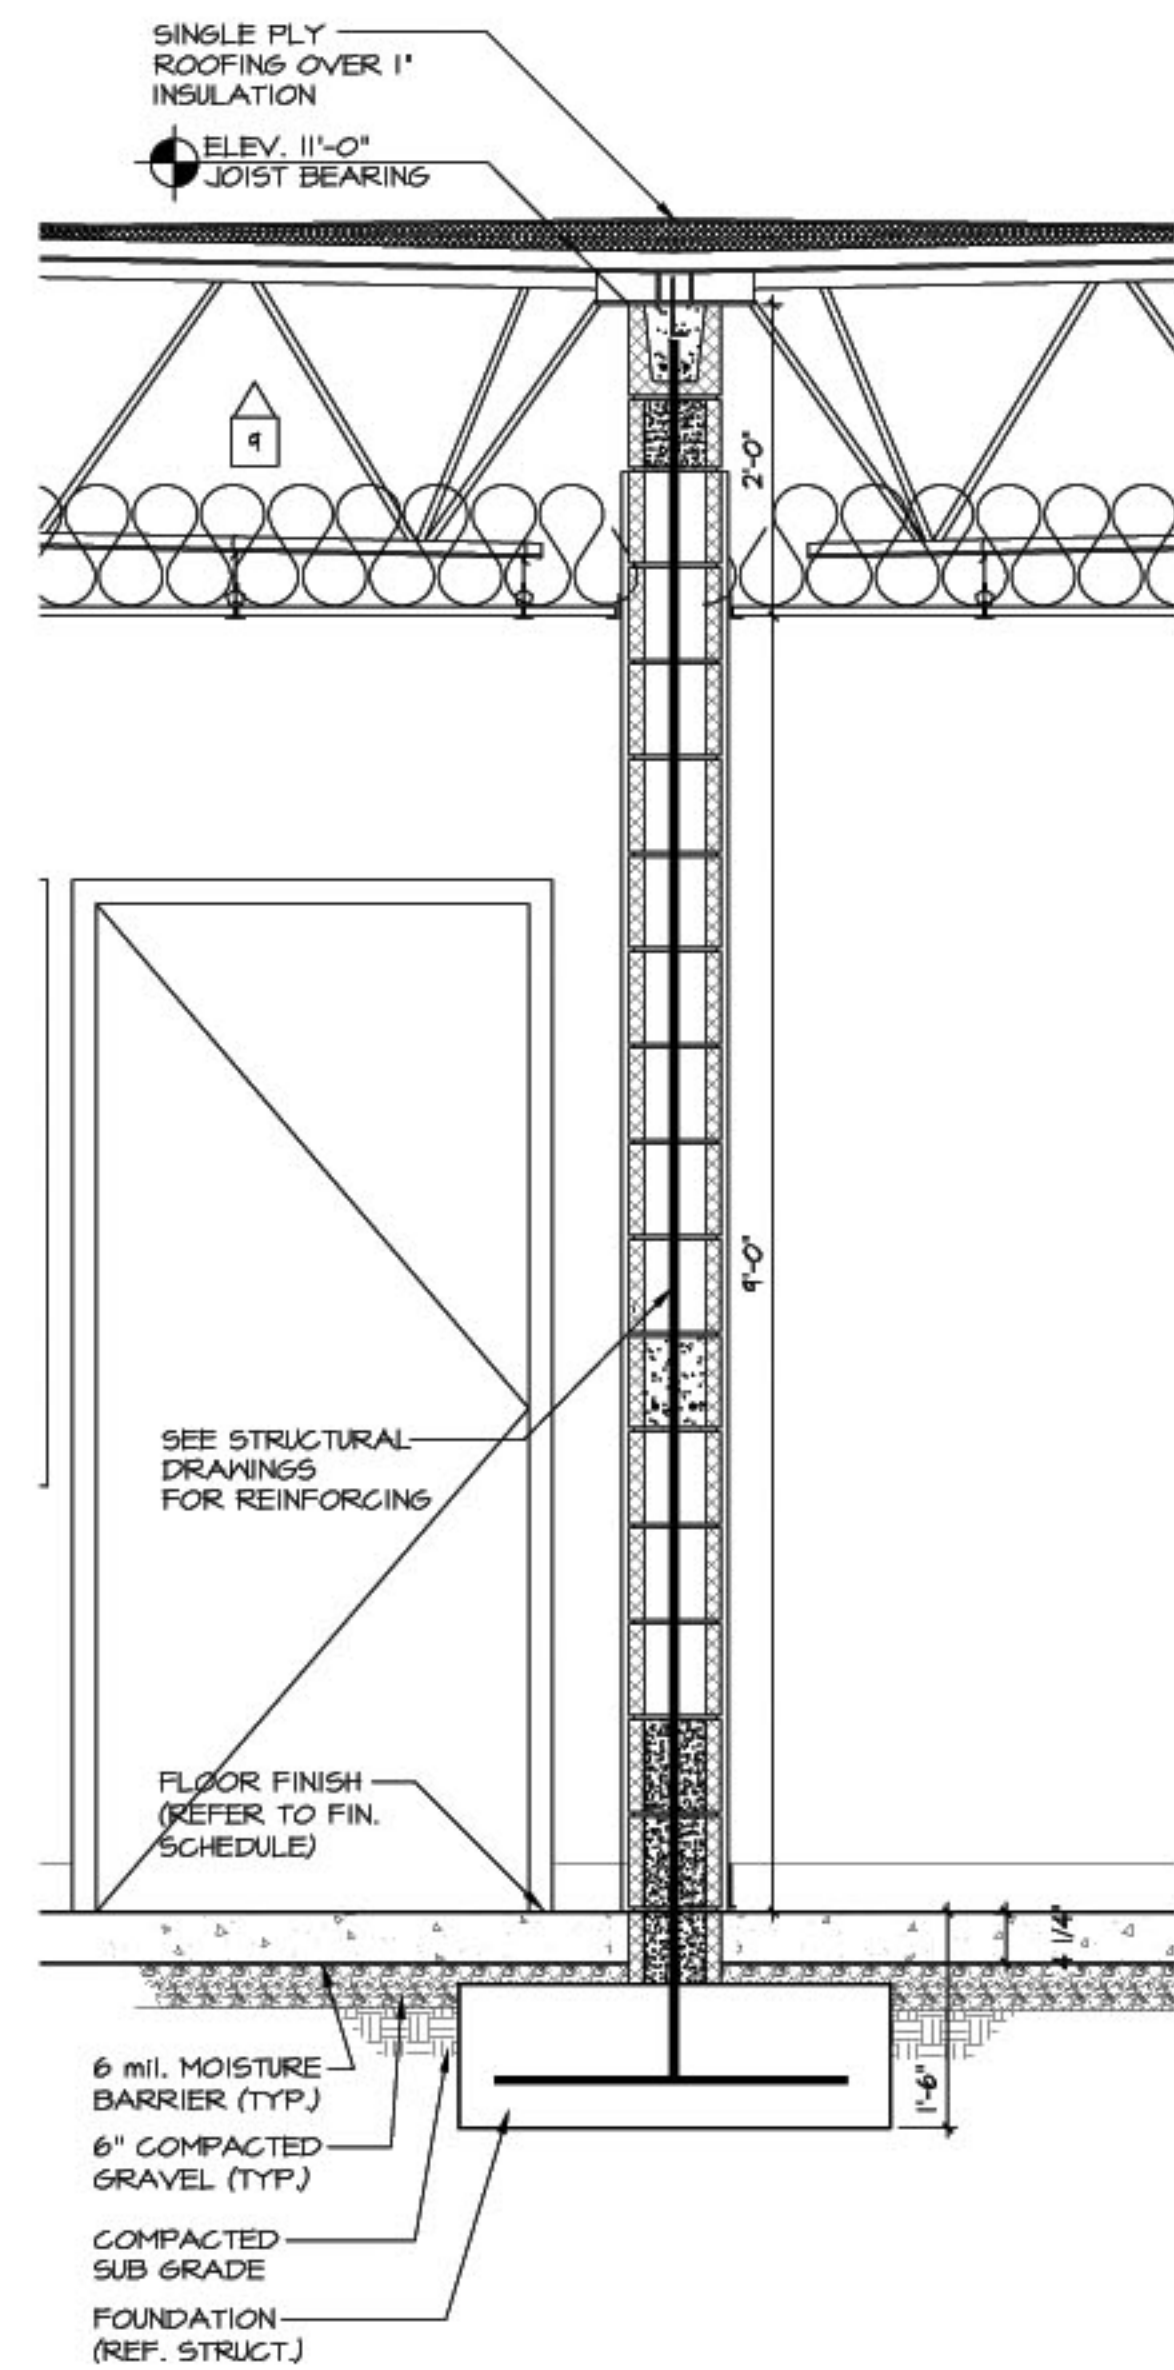 SINGLE PLY
ROOFING OVER 1"
INSULATION
ELEV. 11'-0"
JOIST BEARING
9
2'-0"
9'-0"
SEE STRUCTURAL
DRAWINGS
FOR REINFORCING
FLOOR FINISH
(REFER TO FIN.
SCHEDULE)
1/4"
1'-6"
6 mil. MOISTURE
BARRIER (TYP.)
6" COMPACTED
GRAVEL (TYP.)
COMPACTED
SUB GRADE
FOUNDATION
(REF. STRUCT.)